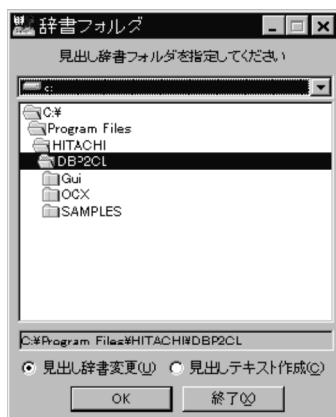 辞書フォルダ
見出し辞書フォルダを指定してください
c:
C:¥
Program Files
HITACHI
DBP2CL
Gui
OCX
SAMPLES
C:¥Program Files¥HITACHI¥DBP2CL
見出し辞書変更(U) 見出しテキスト作成(C)
OK 終了(X)